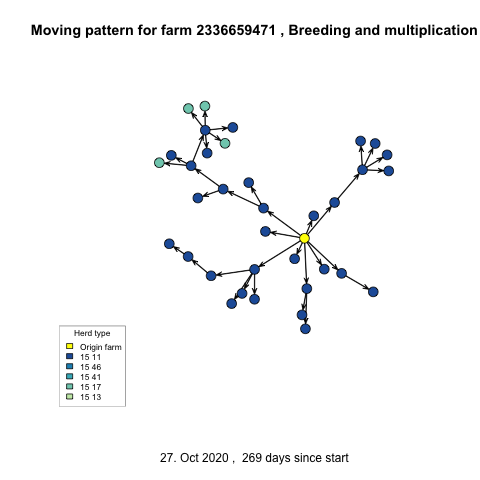 Moving pattern for farm 2336659471 , Breeding and multiplication
Herd type
Origin farm
15 11
15 46
15 41
15 17
15 13
27. Oct 2020 ,  269 days since start